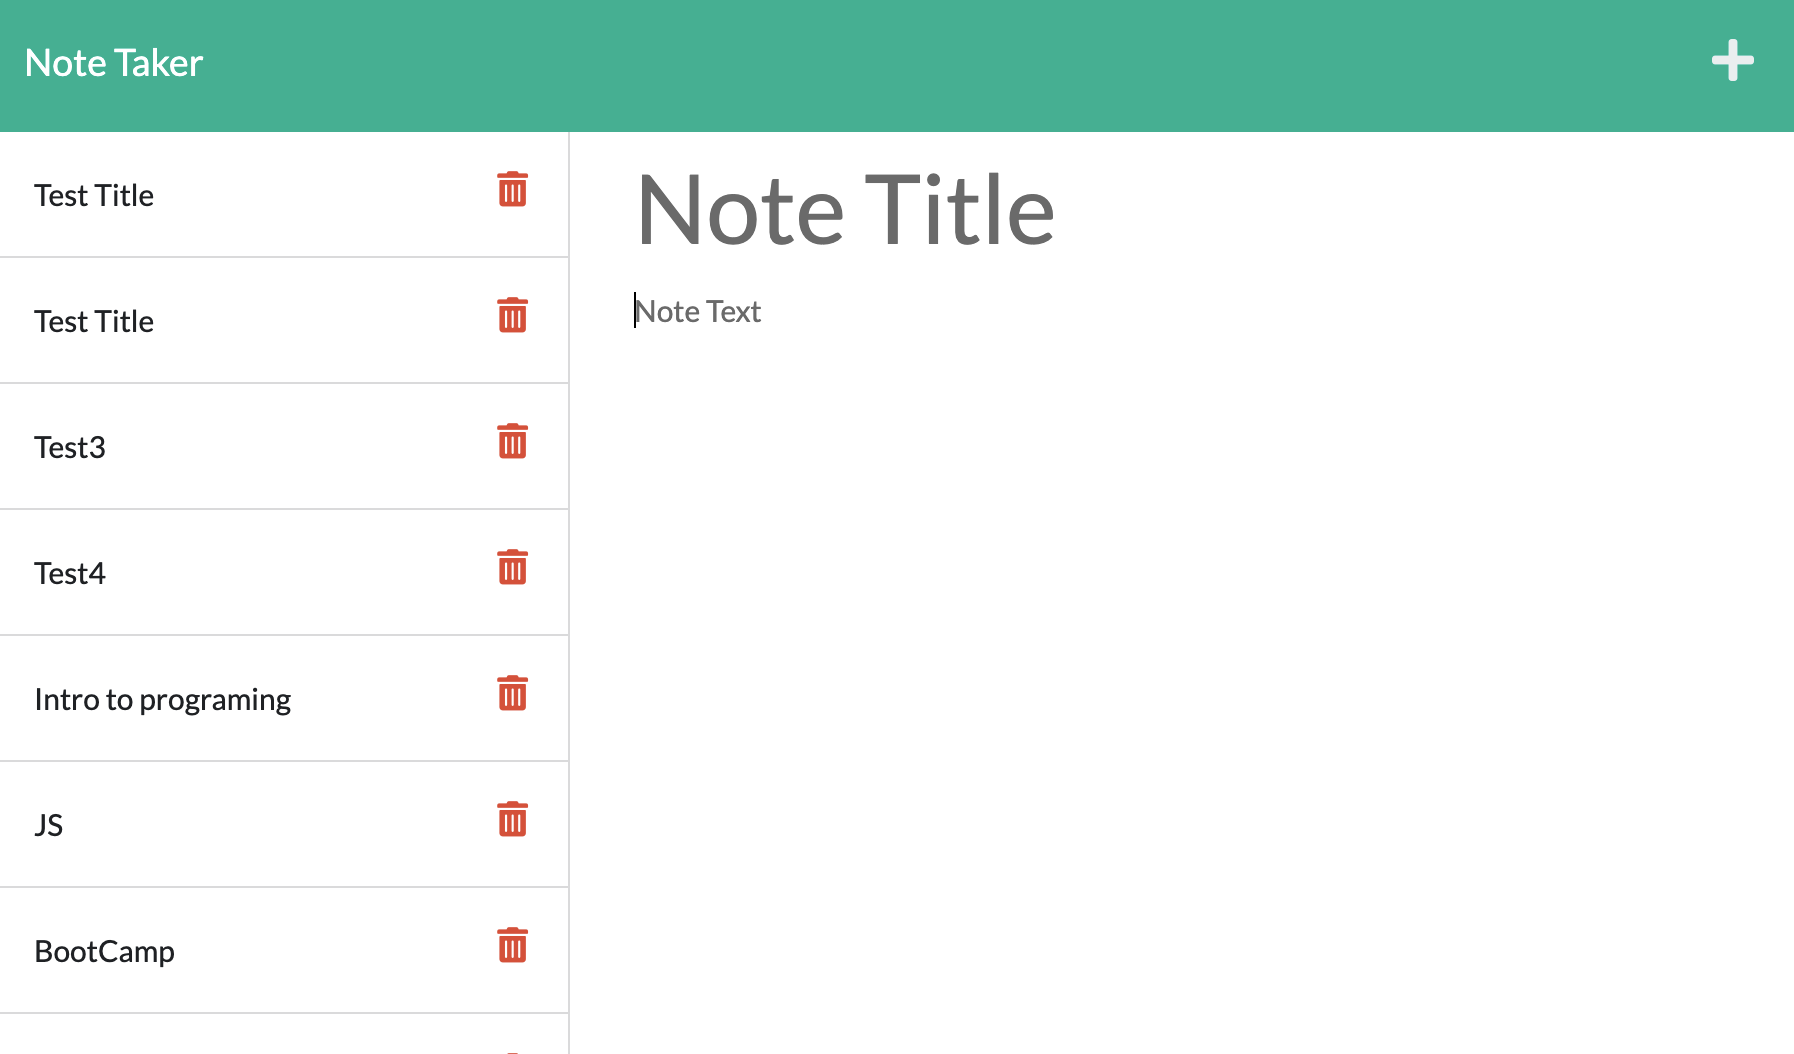 Note Taker
Test Title
Test Title
Test3
Test4
Intro to programing
JS
BootCamp
Note Title
Note Text